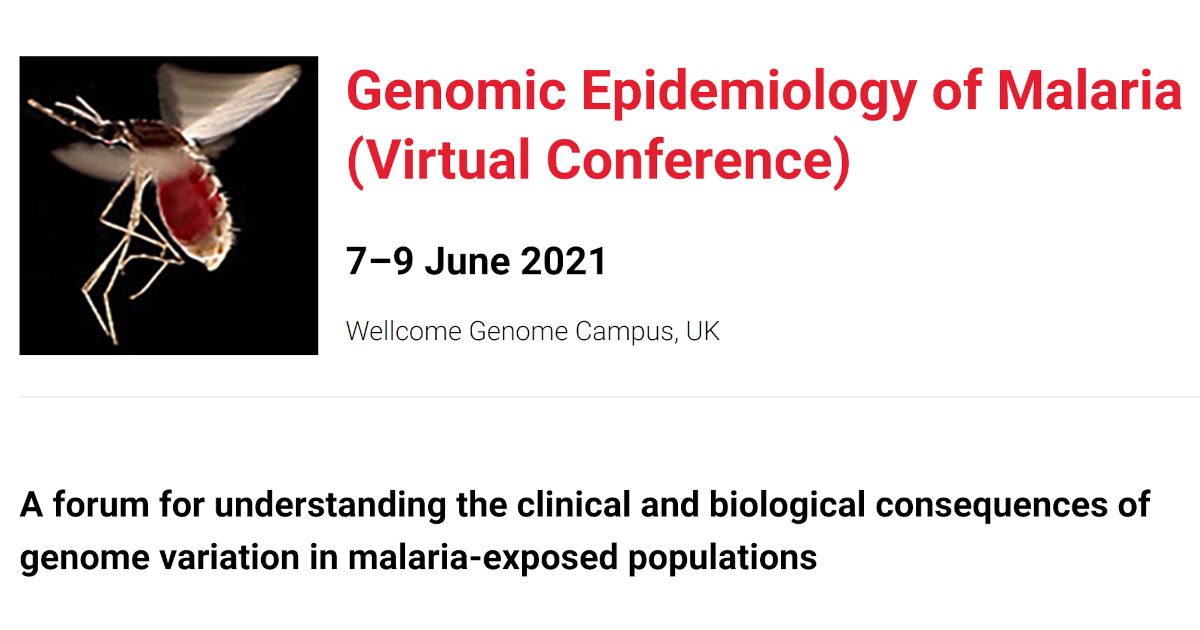 Genomic Epidemiology of Malaria
(Virtual Conference)
7–9 June 2021
Wellcome Genome Campus, UK
A forum for understanding the clinical and biological consequences of
genome variation in malaria-exposed populations